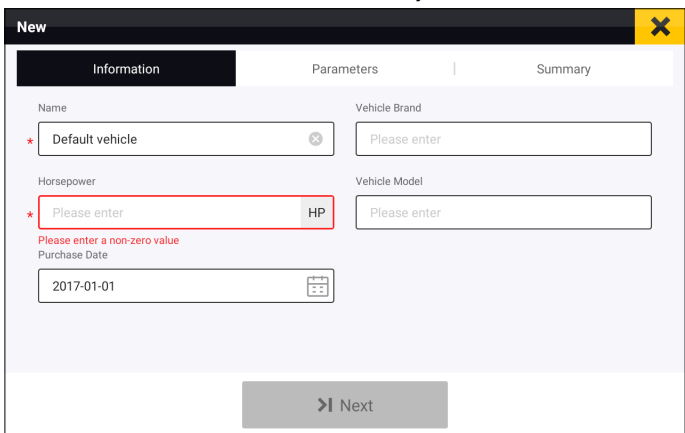 New
Information
Parameters
Summary
Name
Vehicle Brand
* Default vehicle
Please enter
Horsepower
Vehicle Model
* Please enter HP
Please enter
Please enter a non-zero value
Purchase Date
2017-01-01
Next